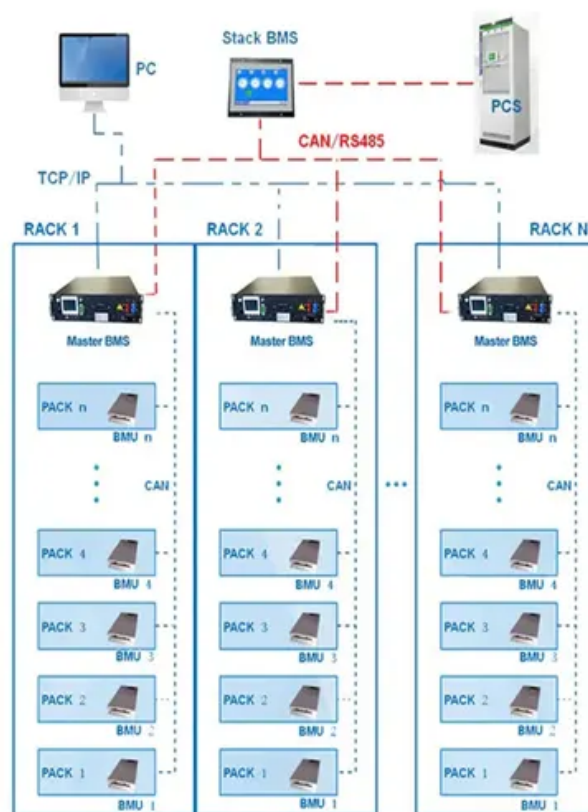 PC
Stack BMS
PCS
CAN/RS485
TCP/IP
RACK 1
RACK 2
RACK N
Master BMS
Master BMS
Master BMS
PACK n
BMU n
PACK n
BMU n
PACK n
BMU n
CAN
CAN
CAN
PACK 4
BMU 4
PACK 4
BMU 4
PACK 4
BMU 4
PACK 3
BMU 3
PACK 3
BMU 3
PACK 3
BMU 3
PACK 2
BMU 2
PACK 2
BMU 2
PACK 2
BMU 2
PACK 1
BMU 1
PACK 1
BMU 1
PACK 1
BMU 1